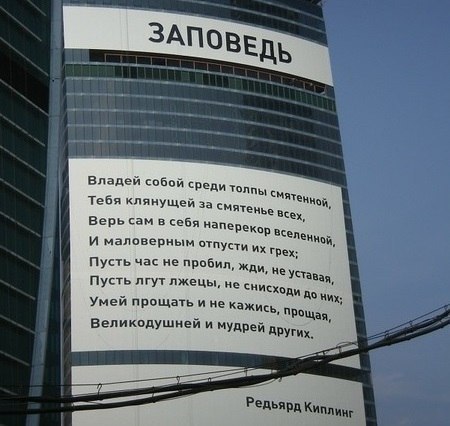 ЗАПОВЕДЬ
Владей собой среди толпы смятенной,
Тебя клянущей за смятенье всех,
Верь сам в себя наперекор вселенной,
И маловерным отпусти их грех;
Пусть час не пробил, жди, не уставая,
Пусть лгут лжецы, не снисходи до них;
Умей прощать и не кажись, прощая,
Великодушней и мудрей других.
Редьярд Киплинг